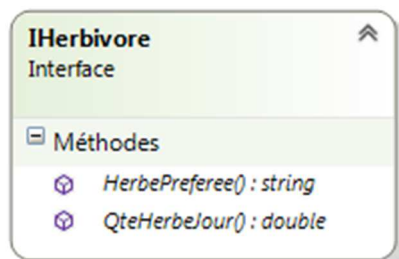 IHerbivore
Interface
Méthodes
HerbePreferee() : string
QteHerbeJour() : double